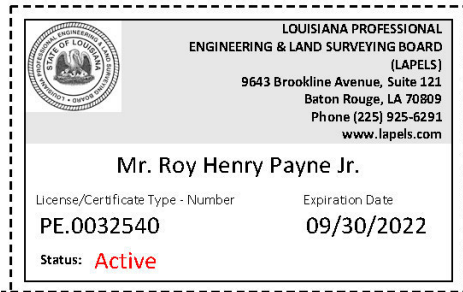 STATE OF LOUISIANA
LOUISIANA PROFESSIONAL
ENGINEERING & LAND SURVEYING BOARD
(LAPELS)
9643 Brookline Avenue, Suite 121
Baton Rouge, LA 70809
Phone (225) 925-6291
www.lapels.com
Mr. Roy Henry Payne Jr.
License/Certificate Type - Number
Expiration Date
PE.0032540
09/30/2022
Status: Active